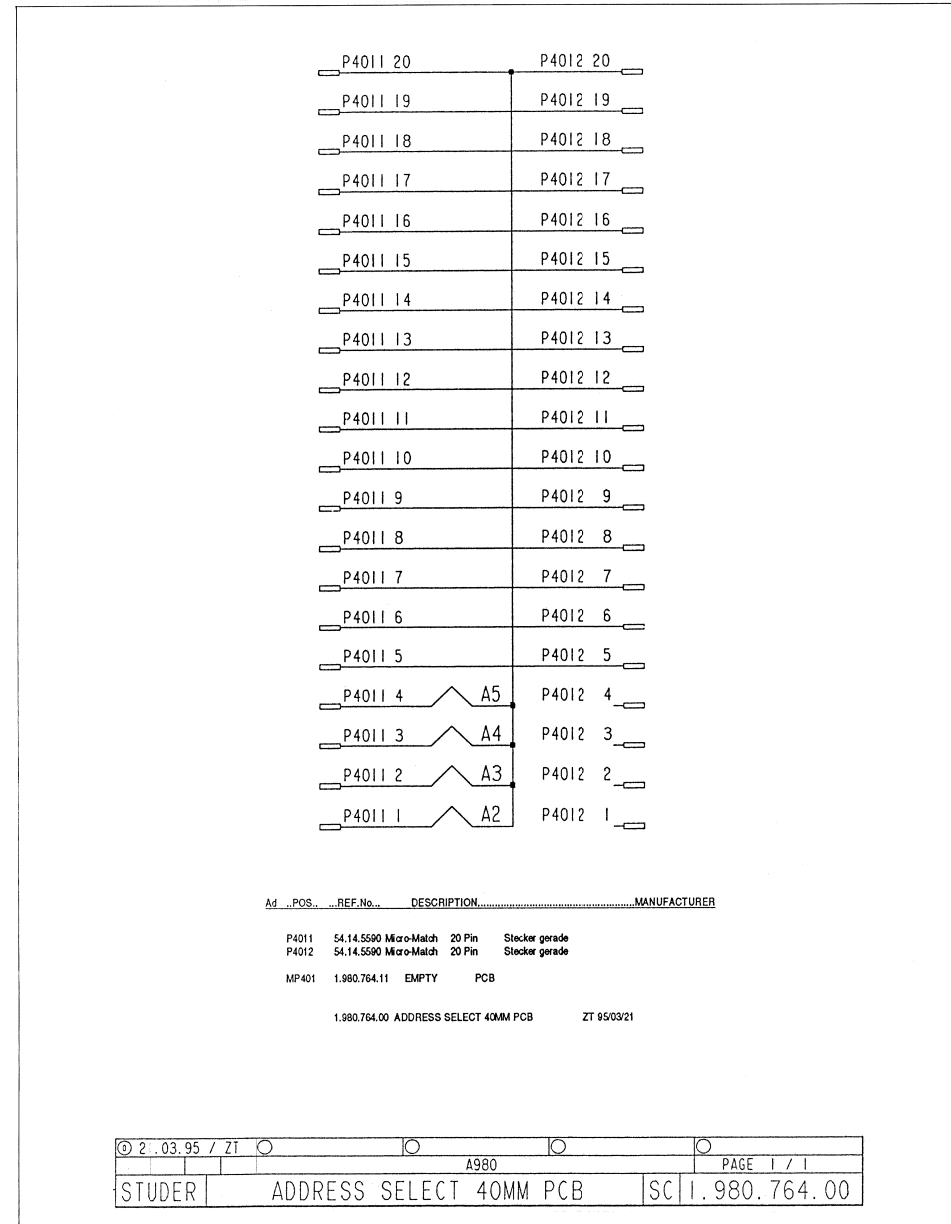 P4011 20 P4012 20
P4011 19 P4012 19
P4011 18 P4012 18
P4011 17 P4012 17
P4011 16 P4012 16
P4011 15 P4012 15
P4011 14 P4012 14
P4011 13 P4012 13
P4011 12 P4012 12
P4011 11 P4012 11
P4011 10 P4012 10
P4011 9 P4012 9
P4011 8 P4012 8
P4011 7 P4012 7
P4011 6 P4012 6
P4011 5 P4012 5
P4011 4 A5 P4012 4
P4011 3 A4 P4012 3
P4011 2 A3 P4012 2
P4011 1 A2 P4012 1
Ad ..POS.. ...REF.No... DESCRIPTION......................................................MANUFACTURER
P4011 54.14.5590 Micro-Match 20 Pin Stecker gerade
P4012 54.14.5590 Micro-Match 20 Pin Stecker gerade
MP401 1.980.764.11 EMPTY PCB
1.980.764.00 ADDRESS SELECT 40MM PCB ZT 95/03/21
0 .03.95 / ZT
A980 PAGE 1 / 1
STUDER ADDRESS SELECT 40MM PCB SC 1.980.764.00